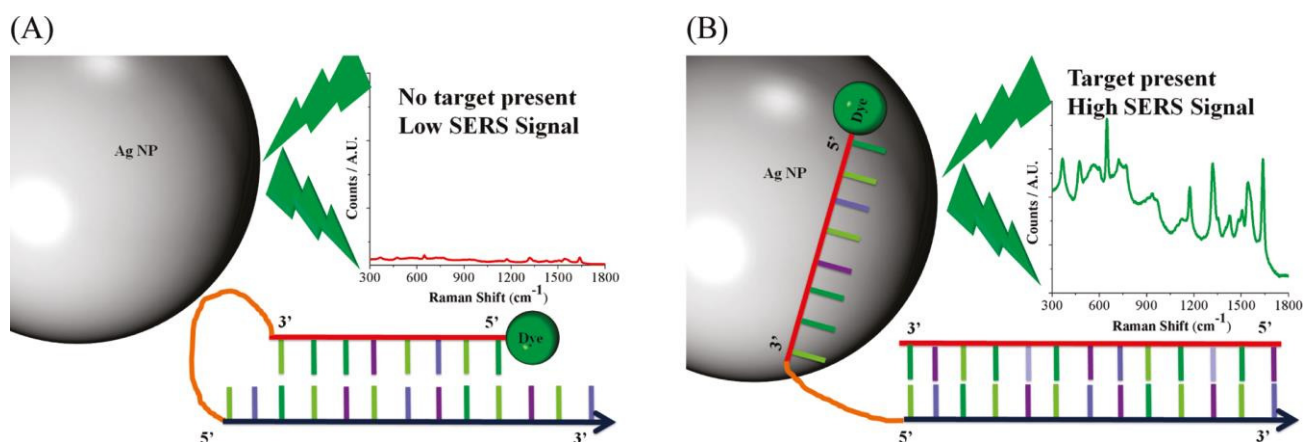 (A)
Ag NP
No target present
Low SERS Signal
Counts / A.U.
300 600 900 1200 1500 1800
Raman Shift (cm⁻¹)
3’ 5’
Dye
5’ 3’
(B)
Dye
5’
Ag NP
3’
Target present
High SERS Signal
Counts / A.U.
300 600 900 1200 1500 1800
Raman Shift (cm⁻¹)
3’ 5’
5’ 3’